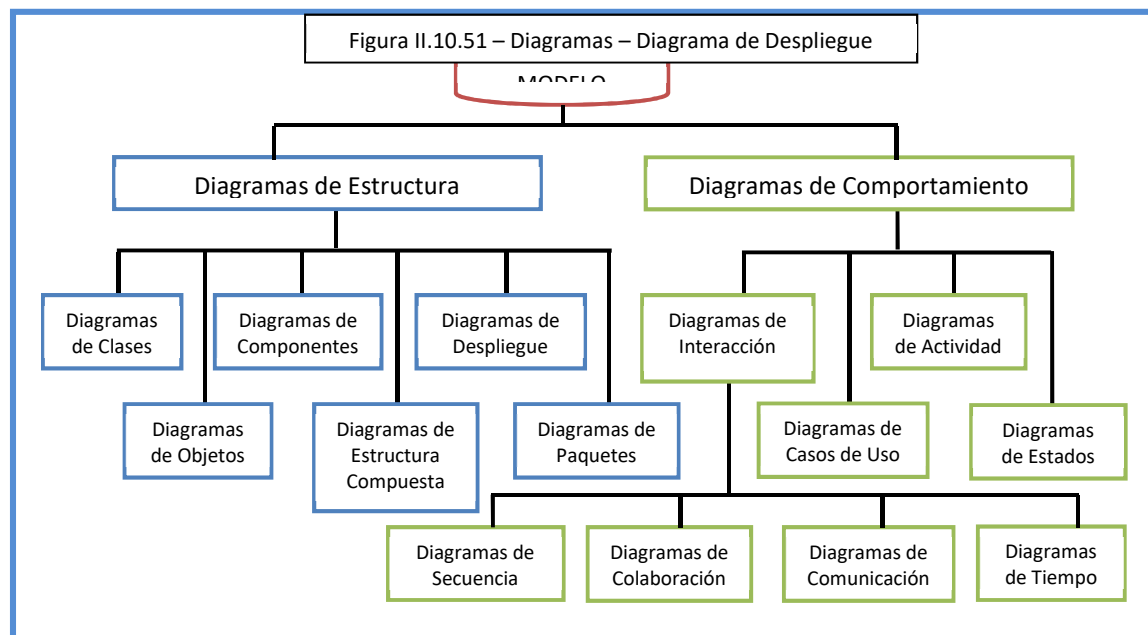 Figura II.10.51 – Diagramas – Diagrama de Despliegue
MODELO
Diagramas de Estructura
Diagramas de Comportamiento
Diagramas
de Clases
Diagramas de
Componentes
Diagramas de
Despliegue
Diagramas de
Interacción
Diagramas
de Actividad
Diagramas
de Objetos
Diagramas de
Estructura
Compuesta
Diagramas de
Paquetes
Diagramas de
Casos de Uso
Diagramas
de Estados
Diagramas de
Secuencia
Diagramas de
Colaboración
Diagramas de
Comunicación
Diagramas
de Tiempo